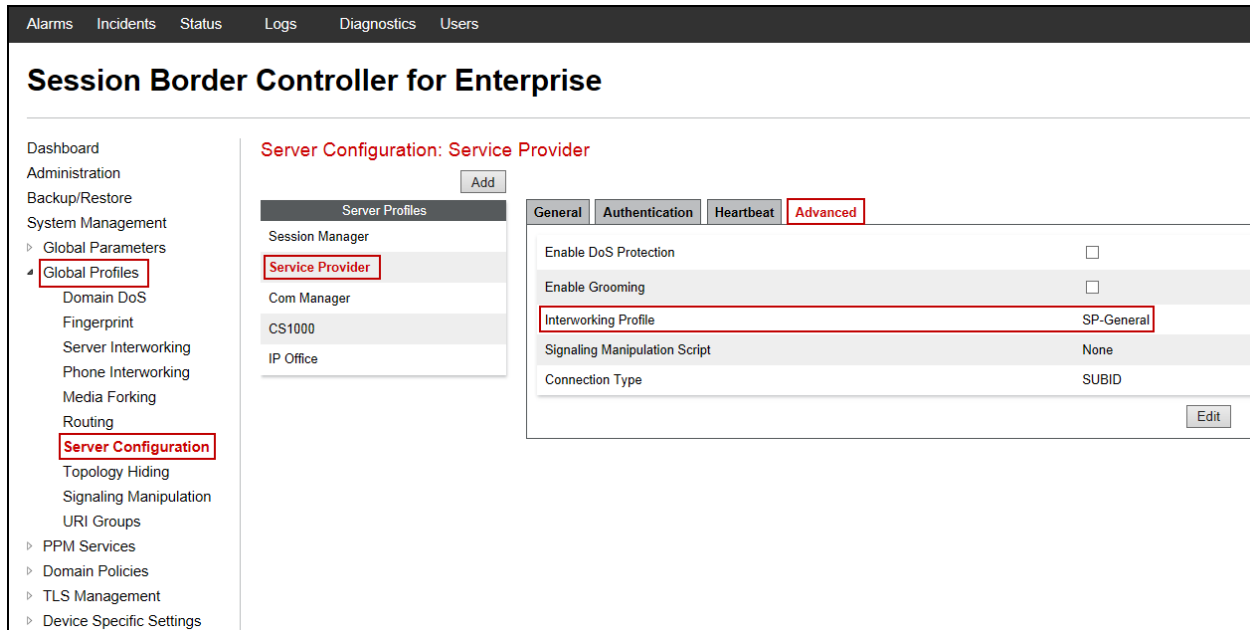 Alarms Incidents Status Logs Diagnostics Users
Session Border Controller for Enterprise
Dashboard
Administration
Backup/Restore
System Management
Global Parameters
Global Profiles
Domain DoS
Fingerprint
Server Interworking
Phone Interworking
Media Forking
Routing
Server Configuration
Topology Hiding
Signaling Manipulation
URI Groups
PPM Services
Domain Policies
TLS Management
Device Specific Settings
Server Configuration: Service Provider
Add
Server Profiles
Session Manager
Service Provider
Com Manager
CS1000
IP Office
General Authentication Heartbeat Advanced
Enable DoS Protection
Enable Grooming
Interworking Profile SP-General
Signaling Manipulation Script None
Connection Type SUBID
Edit